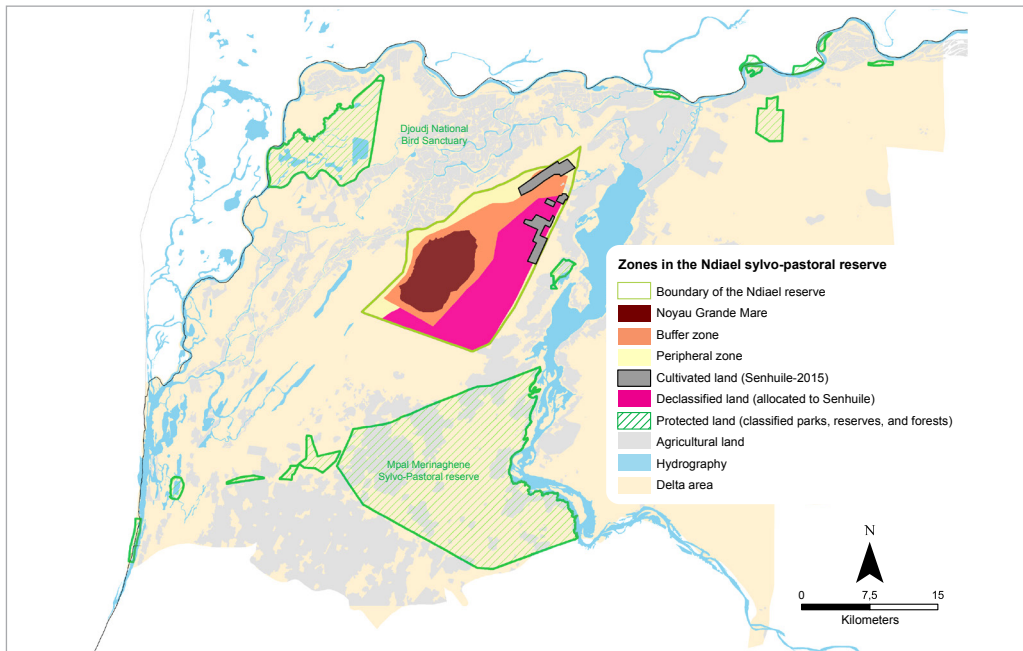 Djoudj National
Bird Sanctuary
Zones in the Ndiael sylvo-pastoral reserve
Boundary of the Ndiael reserve
Noyau Grande Mare
Buffer zone
Peripheral zone
Cultivated land (Senhuile-2015)
Declassified land (allocated to Senhuile)
Protected land (classified parks, reserves, and forests)
Agricultural land
Hydrography
Delta area
Mpal Merinaghene
Sylvo-Pastoral reserve
N
0 7,5 15
Kilometers